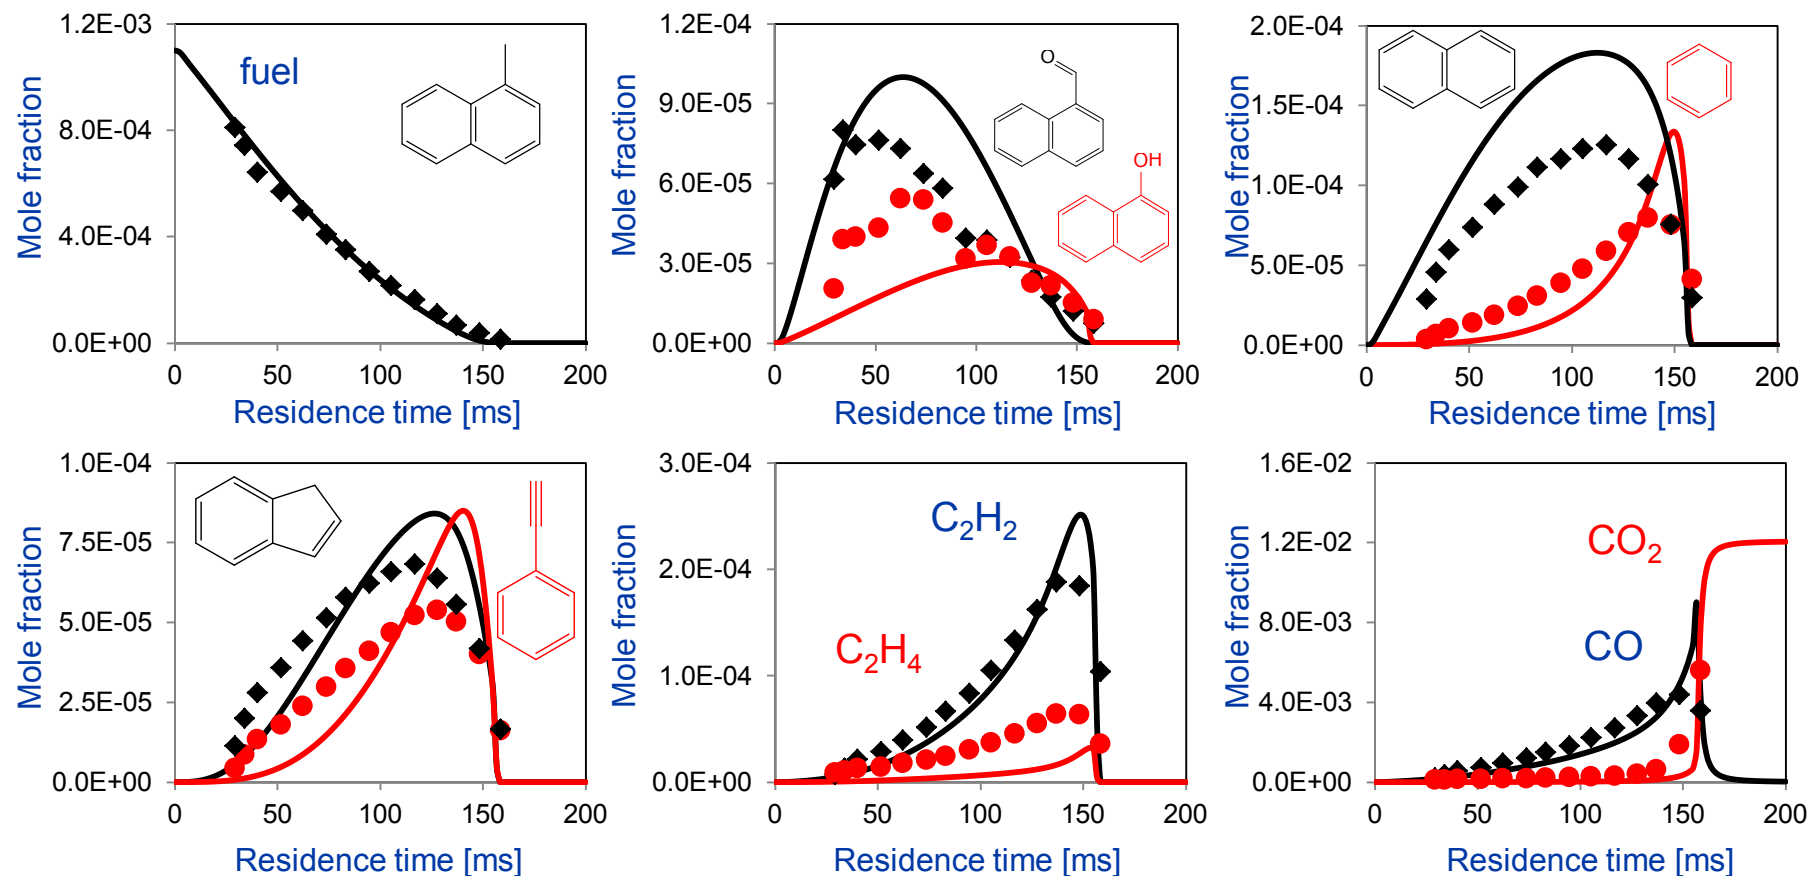 1.2E-03
8.0E-04
4.0E-04
0.0E+00
0
50
100
150
200
Mole fraction
Residence time [ms]
fuel
1.2E-04
9.0E-05
6.0E-05
3.0E-05
0.0E+00
0
50
100
150
200
Mole fraction
Residence time [ms]
O
OH
2.0E-04
1.5E-04
1.0E-04
5.0E-05
0.0E+00
0
50
100
150
200
Mole fraction
Residence time [ms]
1.0E-04
7.5E-05
5.0E-05
2.5E-05
0.0E+00
0
50
100
150
200
Mole fraction
Residence time [ms]
3.0E-04
2.0E-04
1.0E-04
0.0E+00
0
50
100
150
200
Mole fraction
Residence time [ms]
C₂H₂
C₂H₄
1.6E-02
1.2E-02
8.0E-03
4.0E-03
0.0E+00
0
50
100
150
200
Mole fraction
Residence time [ms]
CO₂
CO